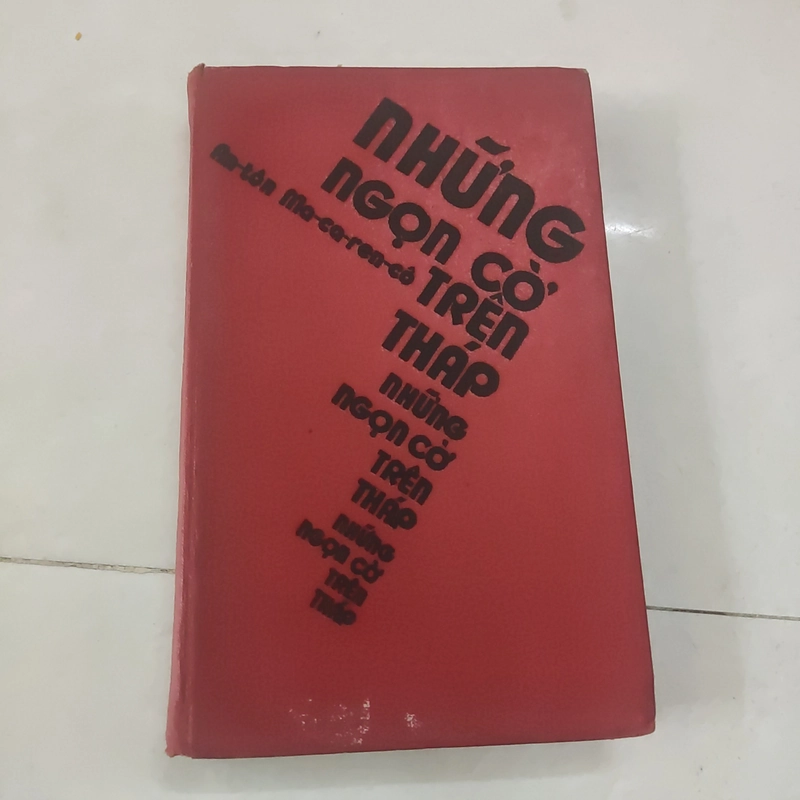 NHỮNG
NGỌN CỜ
TRÊN
THÁP
An-tôn Ma-ca-ren-cô
NHỮNG
NGỌN CỜ
TRÊN
THÁP
NHỮNG
NGỌN CỜ
TRÊN
THÁP